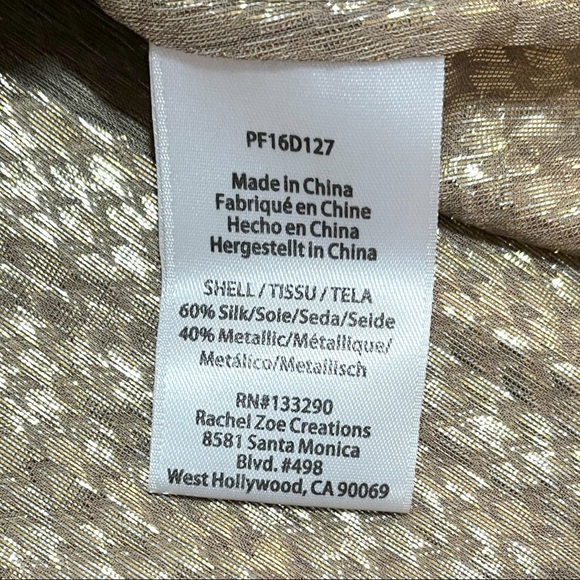 PF16D127
Made in China
Fabriqué en Chine
Hecho en China
Hergestellt in China
SHELL / TISSU / TELA
60% Silk/Soie/Seda/Seide
40% Metallic/Métallique/
Metálico/Metallisch
RN#133290
Rachel Zoe Creations
8581 Santa Monica
Blvd. #498
West Hollywood, CA 90069